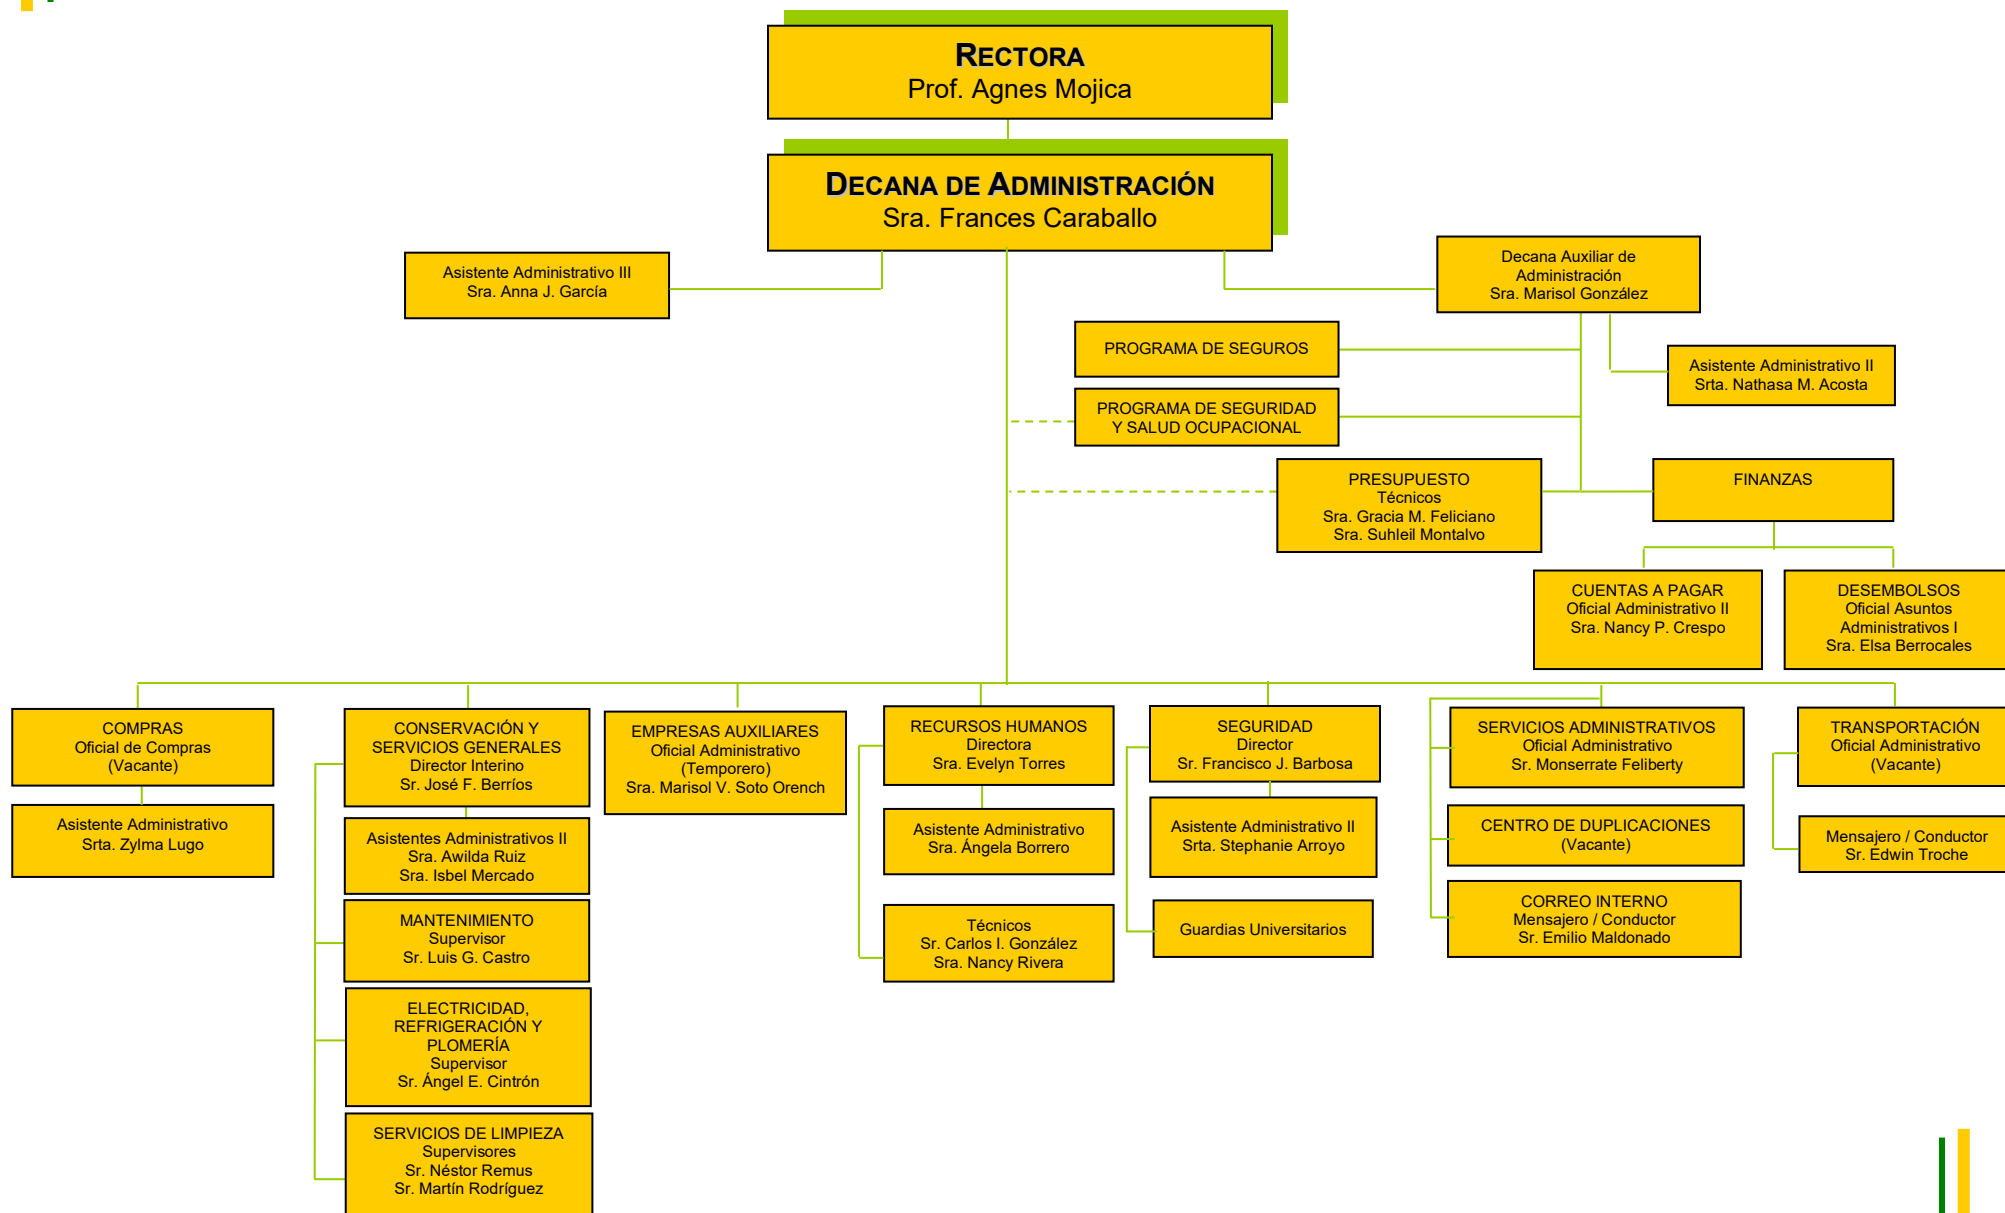 RECTORA
Prof. Agnes Mojica
DECANA DE ADMINISTRACIÓN
Sra. Frances Caraballo
Asistente Administrativo III
Sra. Anna J. García
Decana Auxiliar de
Administración
Sra. Marisol González
PROGRAMA DE SEGUROS
Asistente Administrativo II
Srta. Nathasa M. Acosta
PROGRAMA DE SEGURIDAD
Y SALUD OCUPACIONAL
PRESUPUESTO
Técnicos
Sra. Gracia M. Feliciano
Sra. Suhleil Montalvo
FINANZAS
CUENTAS A PAGAR
Oficial Administrativo II
Sra. Nancy P. Crespo
DESEMBOLSOS
Oficial Asuntos
Administrativos I
Sra. Elsa Berrocales
COMPRAS
Oficial de Compras
(Vacante)
Asistente Administrativo
Srta. Zylma Lugo
CONSERVACIÓN Y
SERVICIOS GENERALES
Director Interino
Sr. José F. Berríos
Asistentes Administrativos II
Sra. Awilda Ruiz
Sra. Isbel Mercado
MANTENIMIENTO
Supervisor
Sr. Luis G. Castro
ELECTRICIDAD,
REFRIGERACIÓN Y
PLOMERÍA
Supervisor
Sr. Ángel E. Cintrón
SERVICIOS DE LIMPIEZA
Supervisores
Sr. Néstor Remus
Sr. Martín Rodríguez
EMPRESAS AUXILIARES
Oficial Administrativo
(Temporero)
Sra. Marisol V. Soto Orench
RECURSOS HUMANOS
Directora
Sra. Evelyn Torres
Asistente Administrativo
Sra. Ángela Borrero
Técnicos
Sr. Carlos I. González
Sra. Nancy Rivera
SEGURIDAD
Director
Sr. Francisco J. Barbosa
Asistente Administrativo II
Srta. Stephanie Arroyo
Guardias Universitarios
SERVICIOS ADMINISTRATIVOS
Oficial Administrativo
Sr. Monserrate Feliberty
CENTRO DE DUPLICACIONES
(Vacante)
CORREO INTERNO
Mensajero / Conductor
Sr. Emilio Maldonado
TRANSPORTACIÓN
Oficial Administrativo
(Vacante)
Mensajero / Conductor
Sr. Edwin Troche